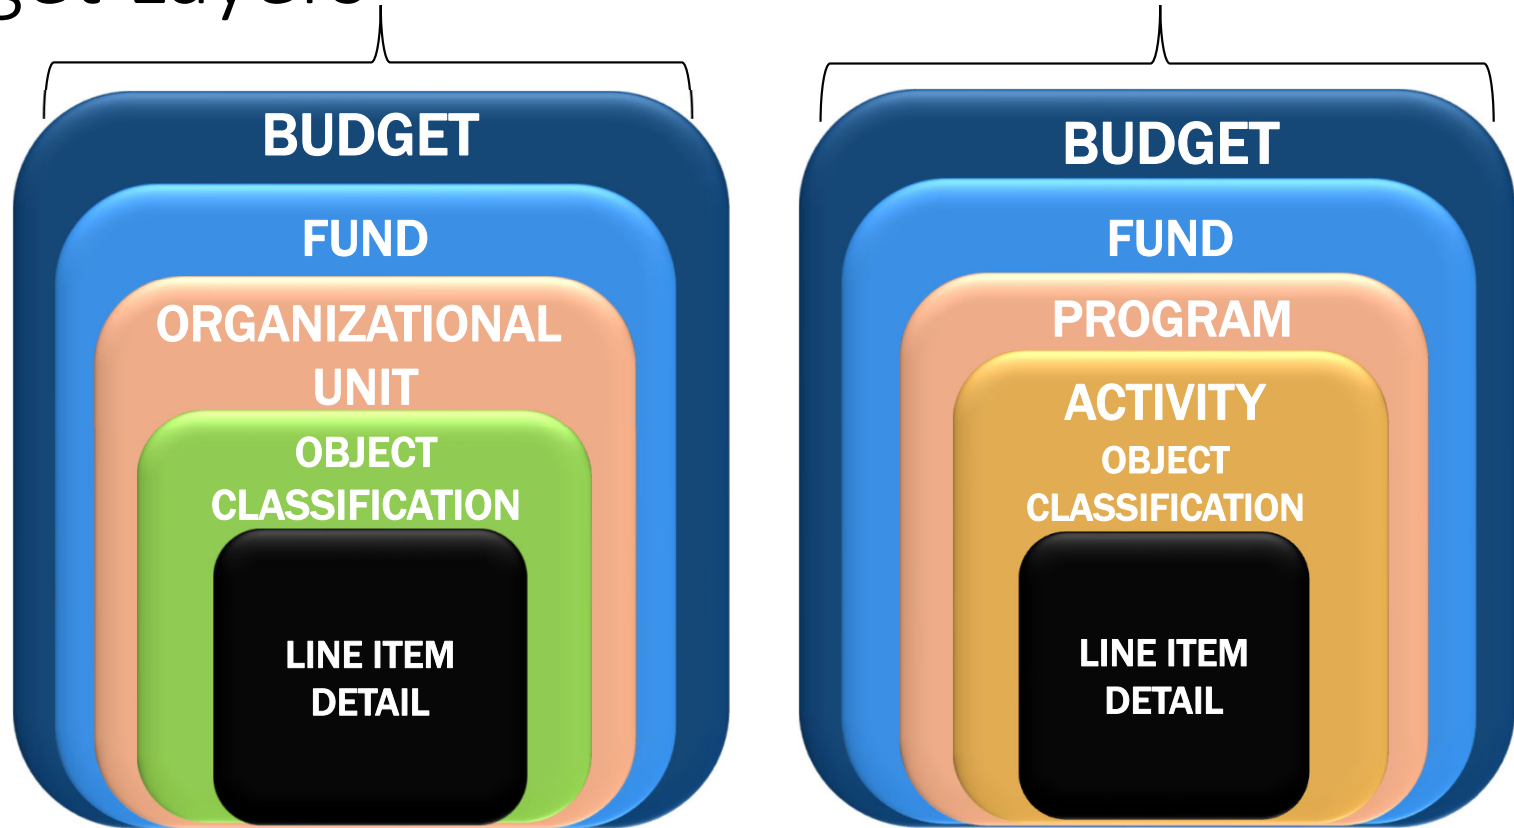 BUDGET
FUND
ORGANIZATIONAL
UNIT
OBJECT
CLASSIFICATION
LINE ITEM
DETAIL
BUDGET
FUND
PROGRAM
ACTIVITY
OBJECT
CLASSIFICATION
LINE ITEM
DETAIL